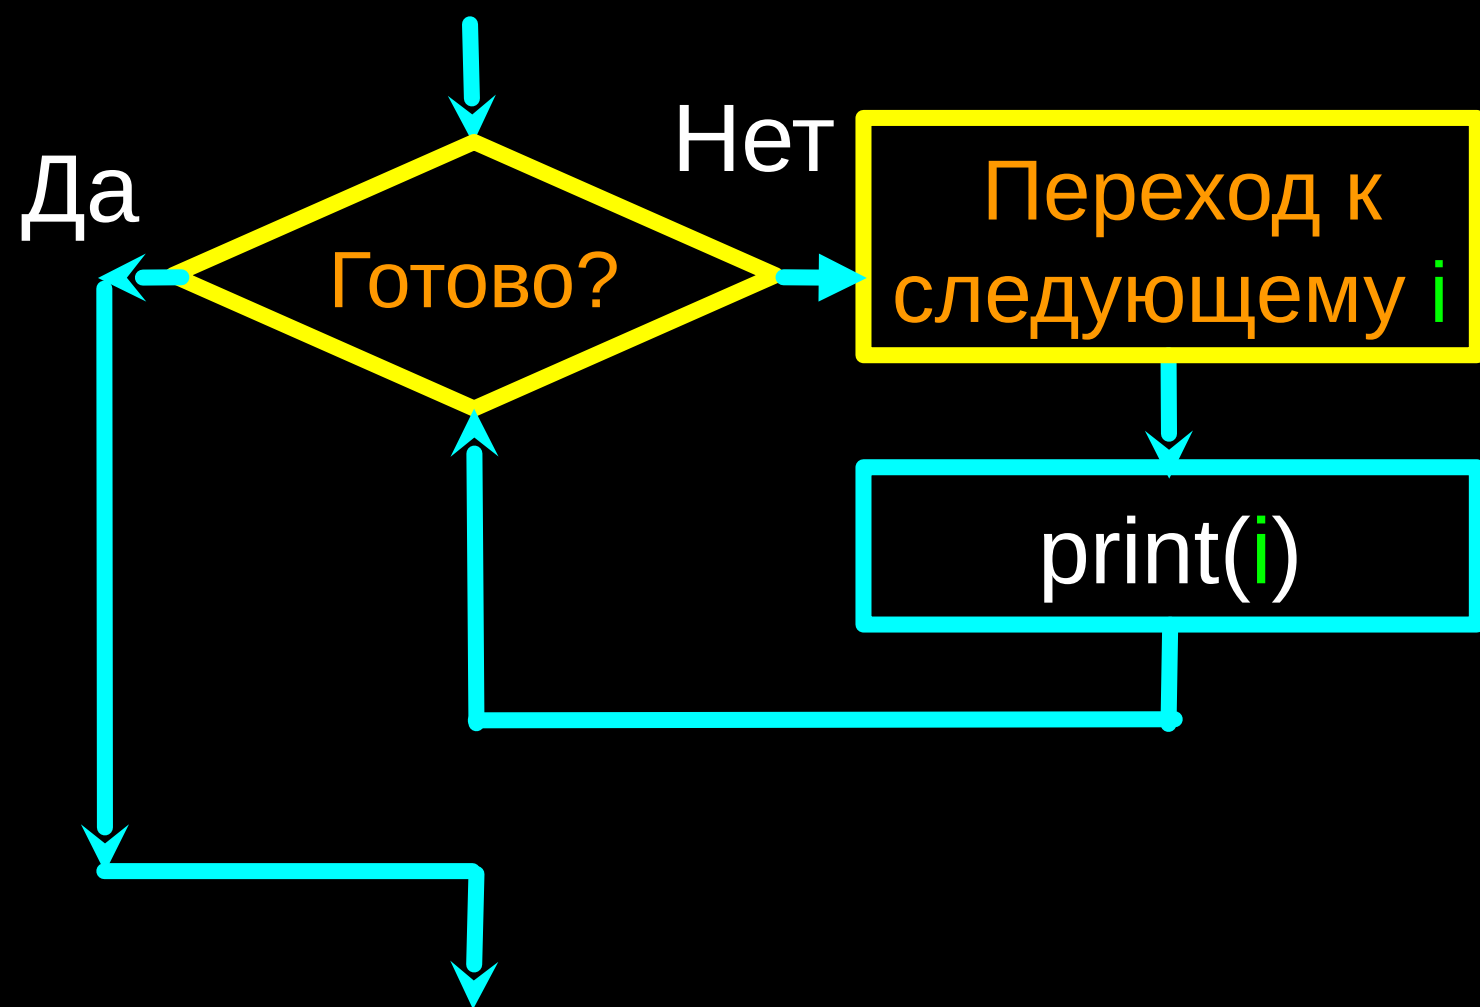 Да
Готово?
Нет
Переход к
следующему i
print(i)